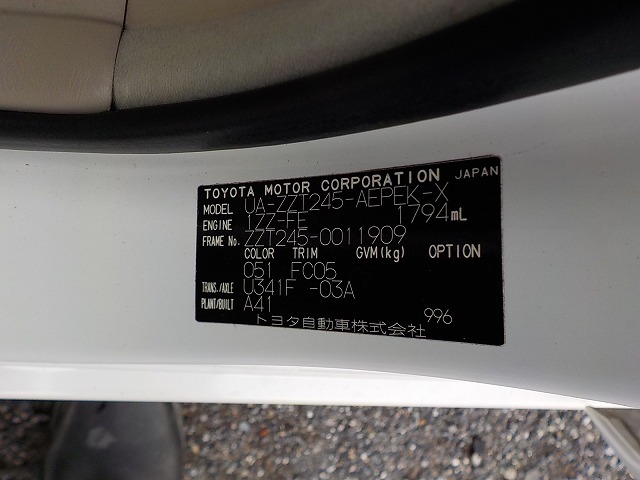 TOYOTA MOTOR CORPORATION JAPAN
MODEL UA-ZZT245-AEPEK-X
ENGINE 1ZZ-FE 1794mL
FRAME No. ZZT245-0011909
COLOR TRIM GVM(kg) OPTION
051 FC05
TRANS./AXLE U341F -03A
PLANT/BUILT A41
996
トヨタ自動車株式会社